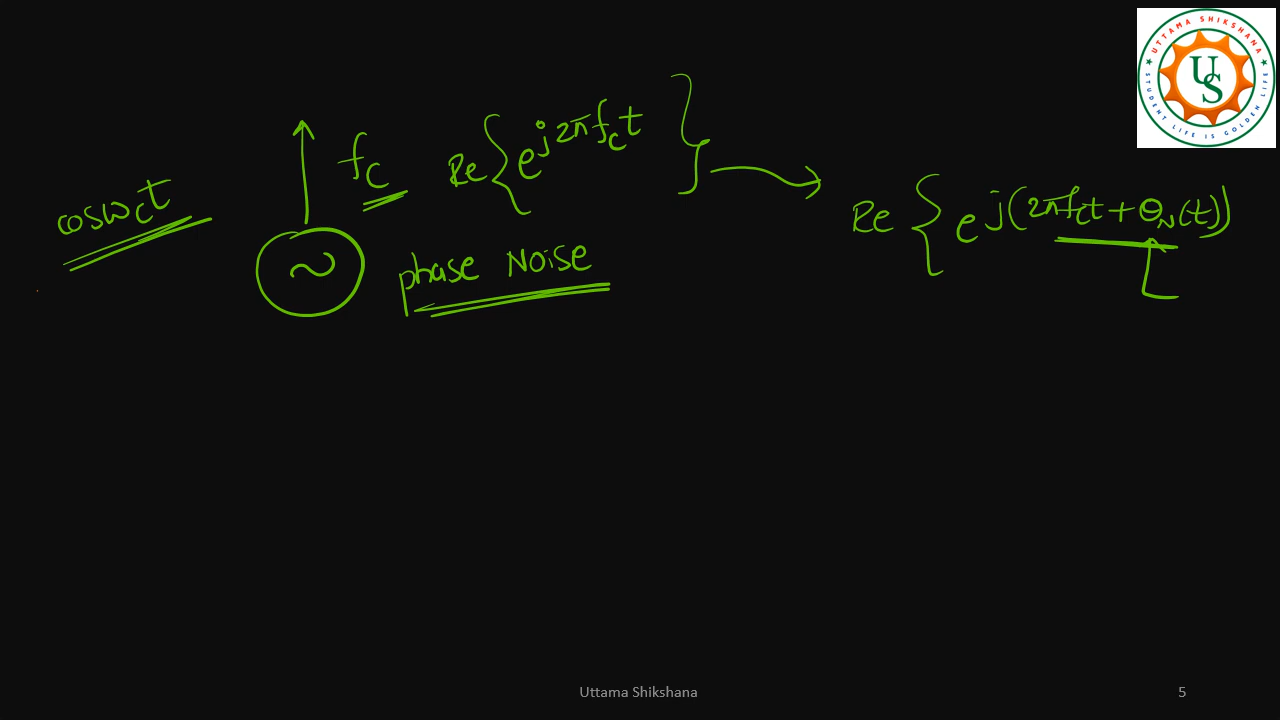 UTTAMA SHIKSHANA
US
STUDENT LIFE IS GOLDEN LIFE
cosω_c t
f_c
Re{e^{j2πf_c t}}
Re{e^{j(2πf_c t + Θ_N(t))}
phase NOiSE
Uttama Shikshana
5